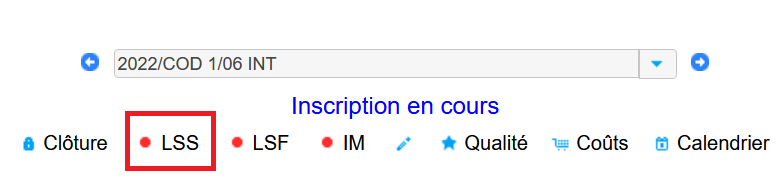 2022/COD 1/06 INT
Inscription en cours
Clôture LSS LSF IM Qualité Coûts Calendrier